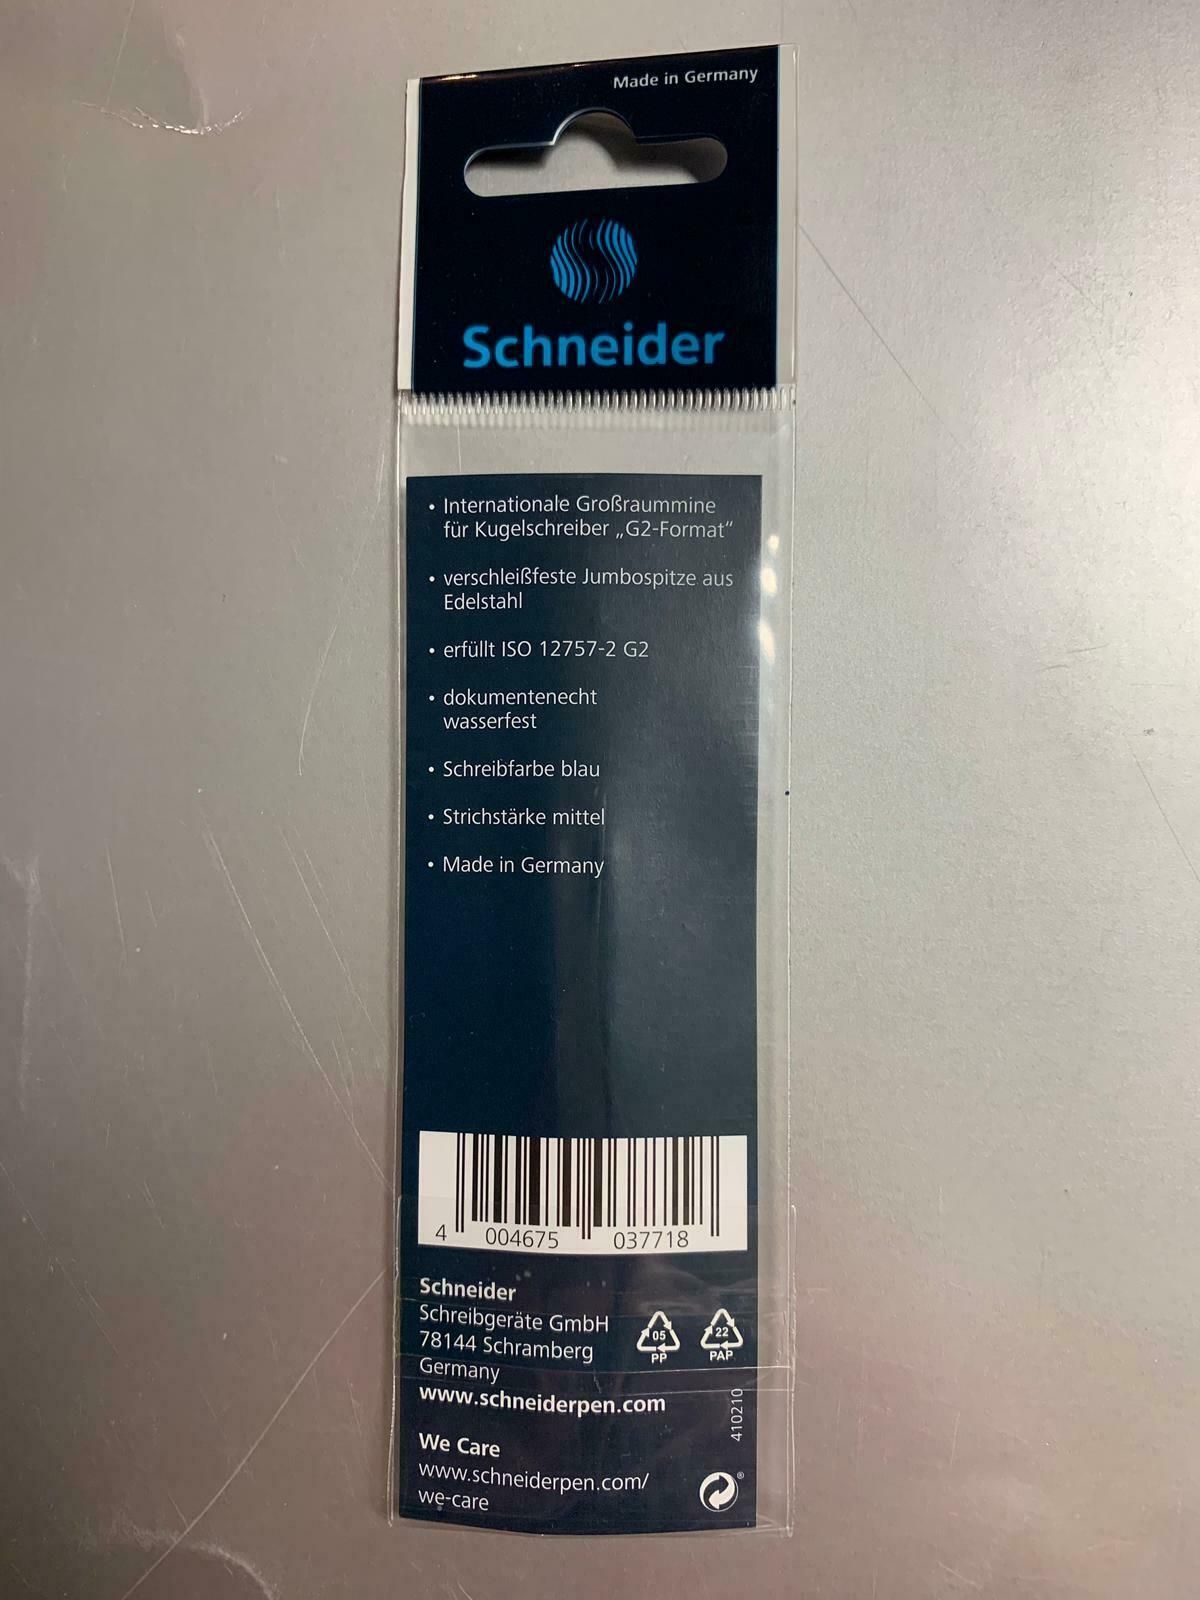 Made in Germany
Schneider
• Internationale Großraummine
für Kugelschreiber „G2-Format“
• verschleißfeste Jumbospitze aus
Edelstahl
• erfüllt ISO 12757-2 G2
• dokumentenecht
wasserfest
• Schreibfarbe blau
• Strichstärke mittel
• Made in Germany
4 004675 037718
Schneider
Schreibgeräte GmbH
78144 Schramberg
Germany
www.schneiderpen.com
05
PP
22
PAP
410210
We Care
www.schneiderpen.com/
we-care
®